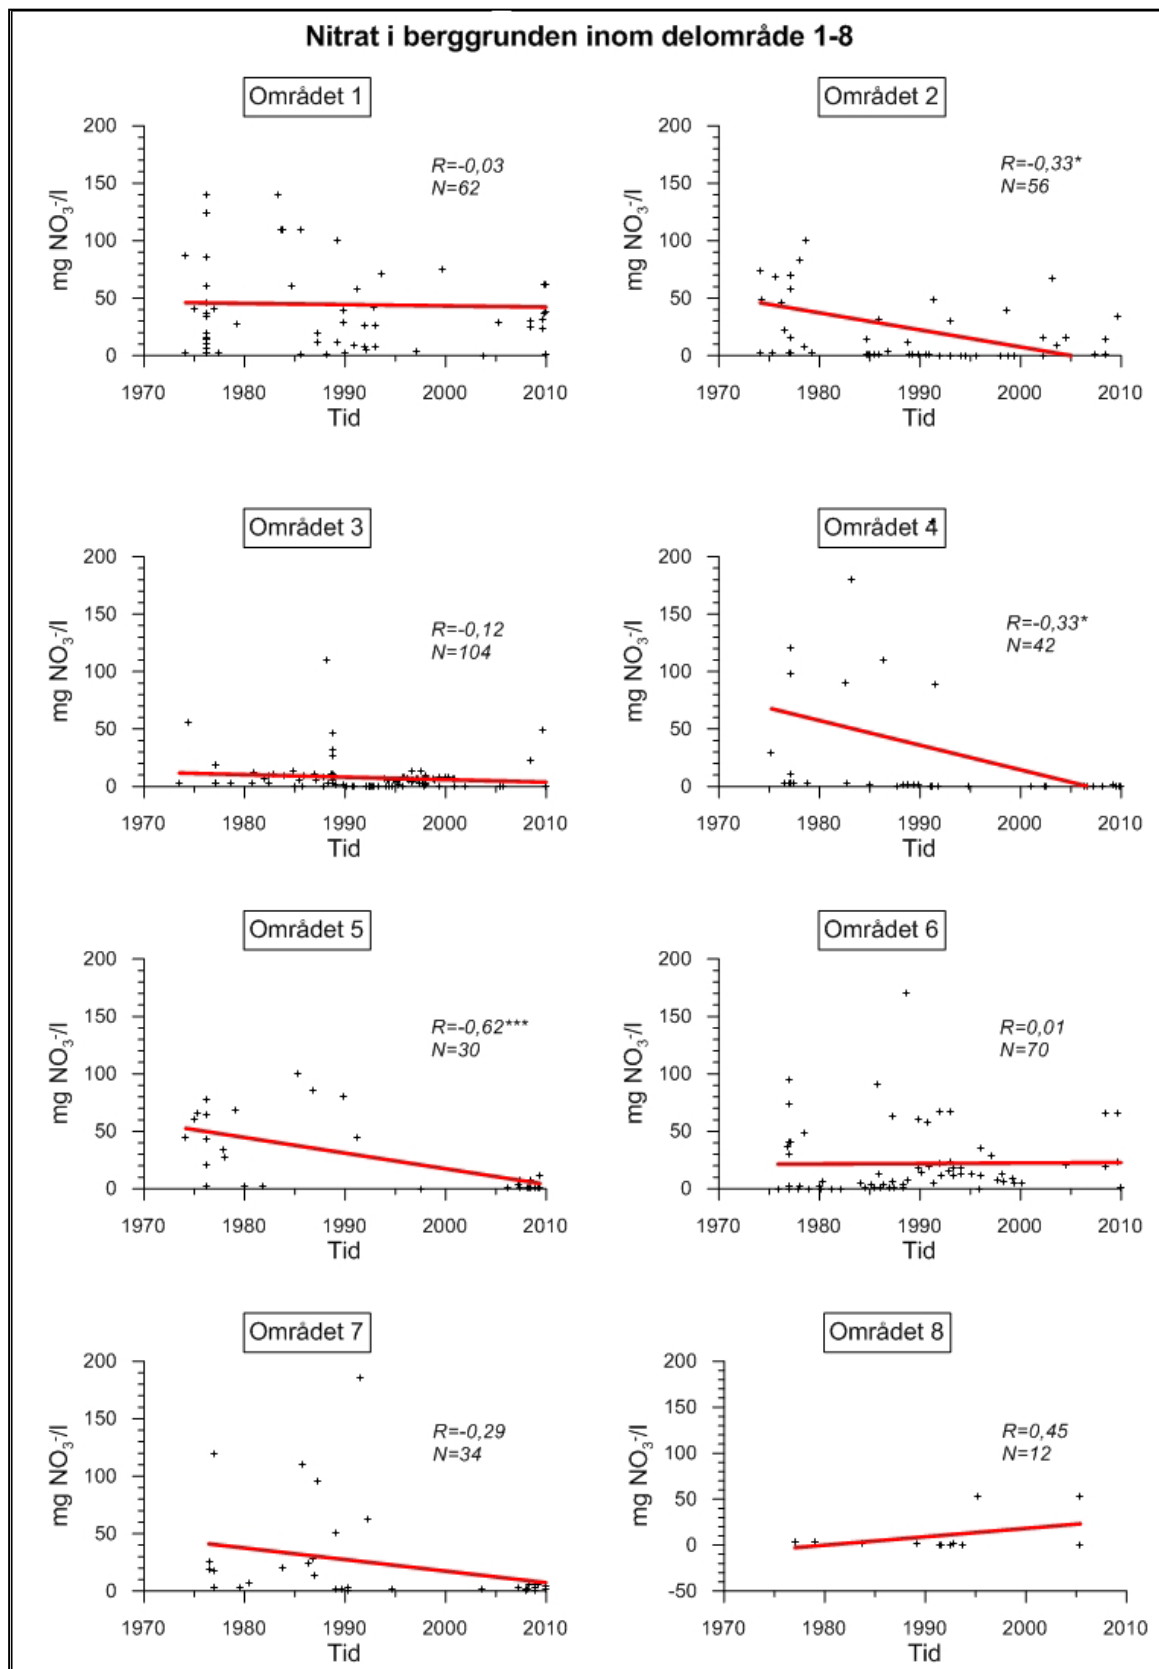 Nitrat i berggrunden inom delområde 1-8
Området 1
200
150
100
50
0
mg NO₃⁻/l
R=-0,03
N=62
1970 1980 1990 2000 2010
Tid
Området 2
200
150
100
50
0
mg NO₃⁻/l
R=-0,33*
N=56
1970 1980 1990 2000 2010
Tid
Området 3
200
150
100
50
0
mg NO₃⁻/l
R=-0,12
N=104
1970 1980 1990 2000 2010
Tid
Området 4
200
150
100
50
0
mg NO₃⁻/l
R=-0,33*
N=42
1970 1980 1990 2000 2010
Tid
Området 5
200
150
100
50
0
mg NO₃⁻/l
R=-0,62***
N=30
1970 1980 1990 2000 2010
Tid
Området 6
200
150
100
50
0
mg NO₃⁻/l
R=0,01
N=70
1970 1980 1990 2000 2010
Tid
Området 7
200
150
100
50
0
mg NO₃⁻/l
R=-0,29
N=34
1970 1980 1990 2000 2010
Tid
Området 8
200
150
100
50
0
-50
mg NO₃⁻/l
R=0,45
N=12
1970 1980 1990 2000 2010
Tid